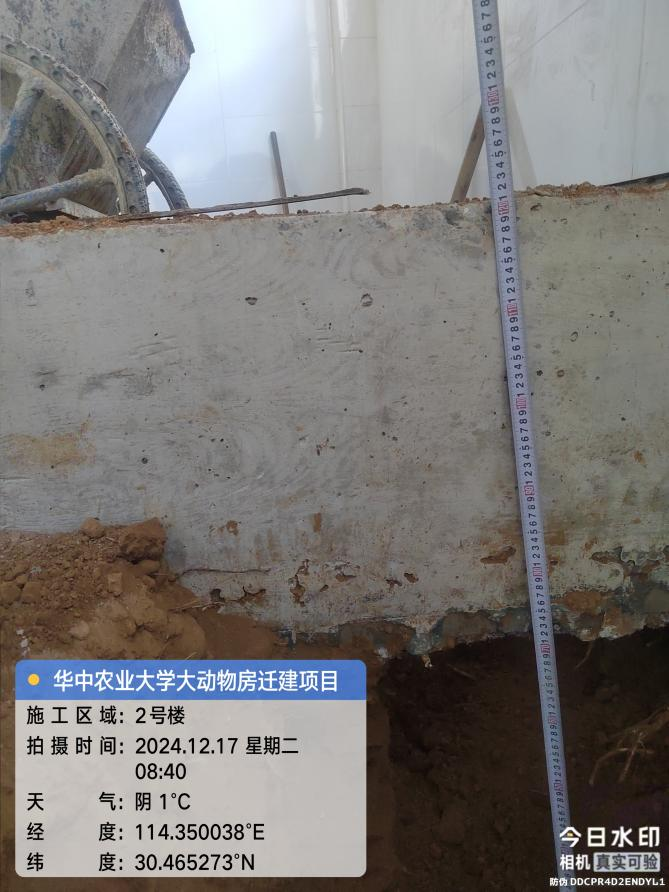 华中农业大学大动物房迁建项目
施工区域：2号楼
拍摄时间：2024.12.17 星期二
08:40
天气：阴 1°C
经度：114.350038°E
纬度：30.465273°N
今日水印
相机 真实可验
防伪 DDCPR4D2ENDYL1